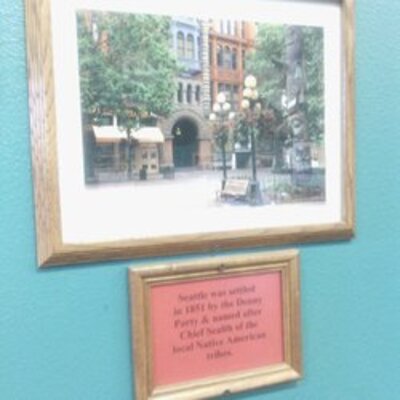 Seattle was settled
in 1851 by the Denny
Party & named after
Chief Sealth of the
local Native American
tribes.